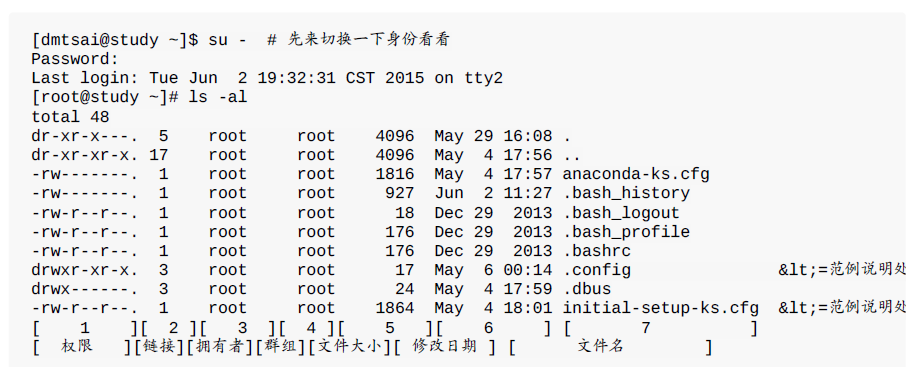 [dmtsai@study ~]$ su -  # 先来切换一下身份看看
Password:
Last login: Tue Jun  2 19:32:31 CST 2015 on tty2
[root@study ~]# ls -al
total 48
dr-xr-x---.  5    root     root    4096  May 29 16:08 .
dr-xr-xr-x. 17    root     root    4096  May  4 17:56 ..
-rw-------.  1    root     root    1816  May  4 17:57 anaconda-ks.cfg
-rw-------.  1    root     root     927  Jun  2 11:27 .bash_history
-rw-r--r--.  1    root     root      18  Dec 29  2013 .bash_logout
-rw-r--r--.  1    root     root     176  Dec 29  2013 .bash_profile
-rw-r--r--.  1    root     root     176  Dec 29  2013 .bashrc
drwxr-xr-x.  3    root     root      17  May  6 00:14 .config               &lt;=范例说明处
drwx------.  3    root     root      24  May  4 17:59 .dbus
-rw-r--r--.  1    root     root    1864  May  4 18:01 initial-setup-ks.cfg  &lt;=范例说明处
[    1    ][  2 ][   3  ][  4 ][    5   ][    6     ] [       7          ]
[  权限   ][链接][拥有者][群组][文件大小][ 修改日期 ] [      文件名        ]